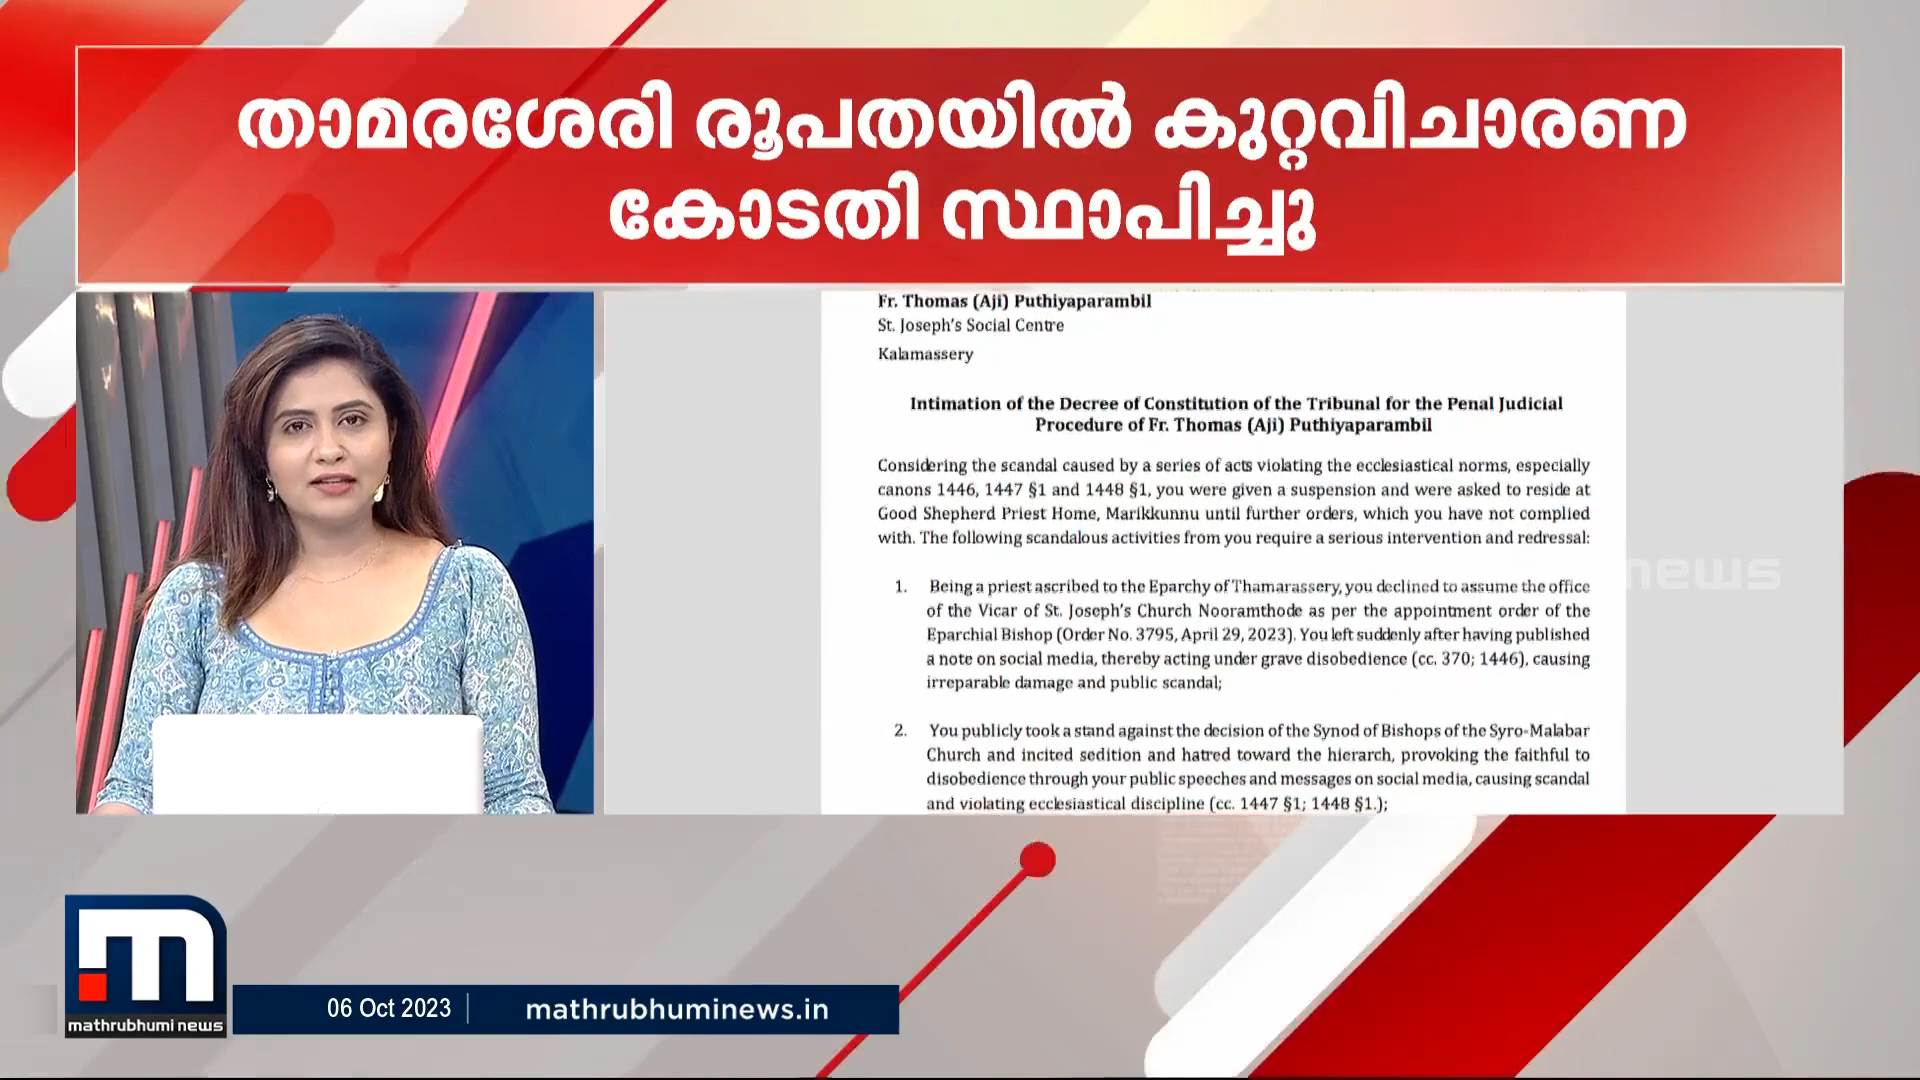 താമരശേരി രൂപതയിൽ കുറ്റവിചാരണ
കോടതി സ്ഥാപിച്ചു
Fr. Thomas (Aji) Puthiyaparambil
St. Joseph's Social Centre
Kalamassery
Intimation of the Decree of Constitution of the Tribunal for the Penal Judicial
Procedure of Fr. Thomas (Aji) Puthiyaparambil
Considering the scandal caused by a series of acts violating the ecclesiastical norms, especially
canons 1446, 1447 §1 and 1448 §1, you were given a suspension and were asked to reside at
Good Shepherd Priest Home, Marikkunnu until further orders, which you have not complied
with. The following scandalous activities from you require a serious intervention and redressal:
1. Being a priest ascribed to the Eparchy of Thamarassery, you declined to assume the office
of the Vicar of St. Joseph's Church Nooramthode as per the appointment order of the
Eparchial Bishop (Order No. 3795, April 29, 2023). You left suddenly after having published
a note on social media, thereby acting under grave disobedience (cc. 370; 1446), causing
irreparable damage and public scandal;
2. You publicly took a stand against the decision of the Synod of Bishops of the Syro-Malabar
Church and incited sedition and hatred toward the hierarch, provoking the faithful to
disobedience through your public speeches and messages on social media, causing scandal
and violating ecclesiastical discipline (cc. 1447 §1; 1448 §1.);
news
mathrubhumi news
06 Oct 2023
mathrubhuminews.in